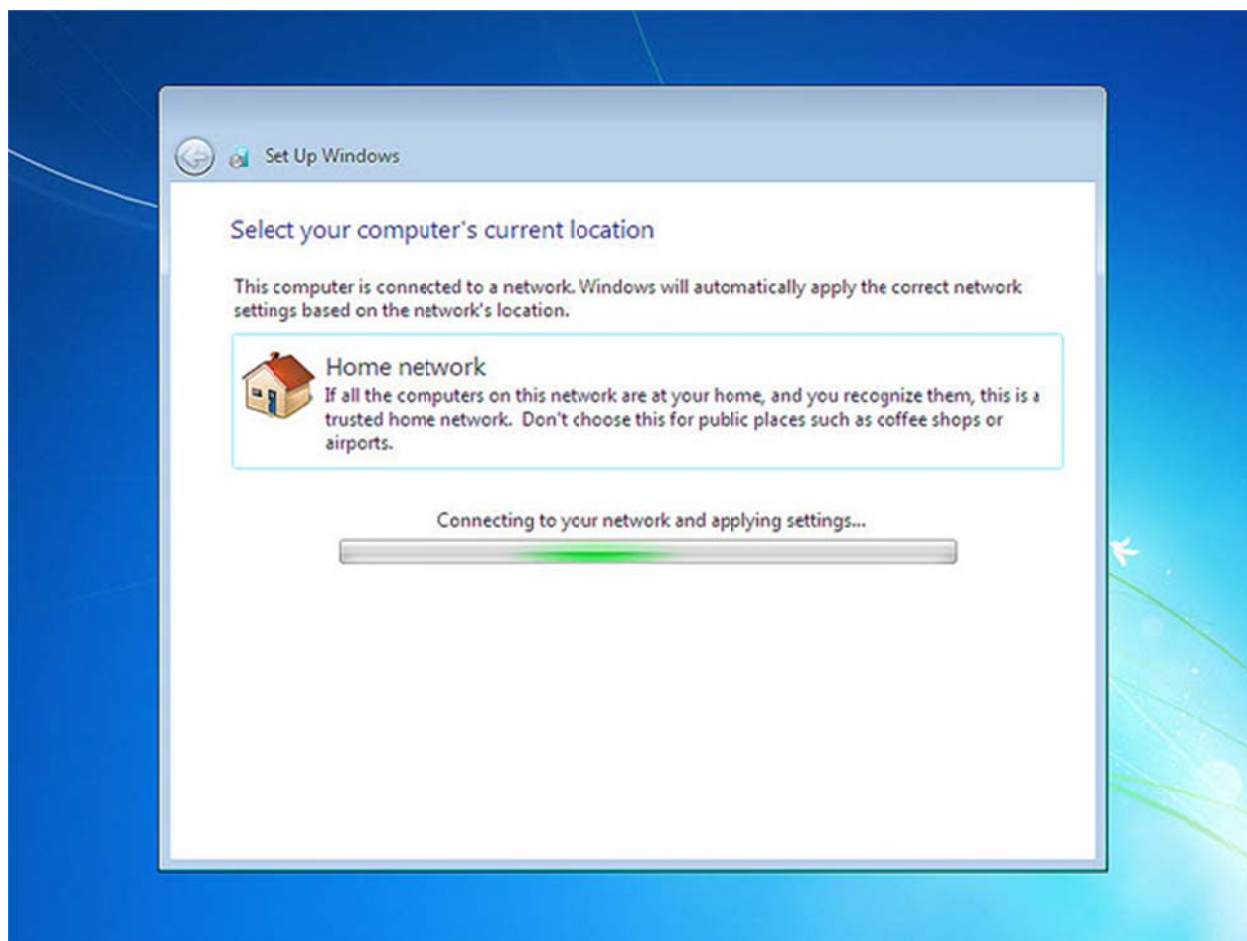 Set Up Windows
Select your computer's current location
This computer is connected to a network. Windows will automatically apply the correct network
settings based on the network's location.
Home network
If all the computers on this network are at your home, and you recognize them, this is a
trusted home network.  Don't choose this for public places such as coffee shops or
airports.
Connecting to your network and applying settings...